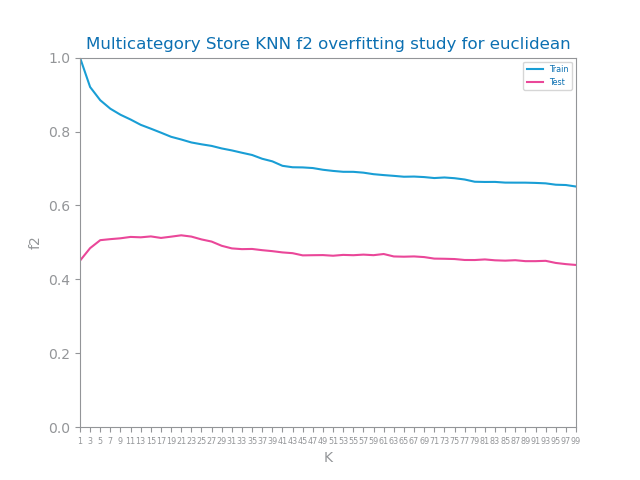 Multicategory Store KNN f2 overfitting study for euclidean
Train
Test
1.0
0.8
0.6
0.4
0.2
0.0
f2
1 3 5 7 9 11 13 15 17 19 21 23 25 27 29 31 33 35 37 39 41 43 45 47 49 51 53 55 57 59 61 63 65 67 69 71 73 75 77 79 81 83 85 87 89 91 93 95 97 99
K